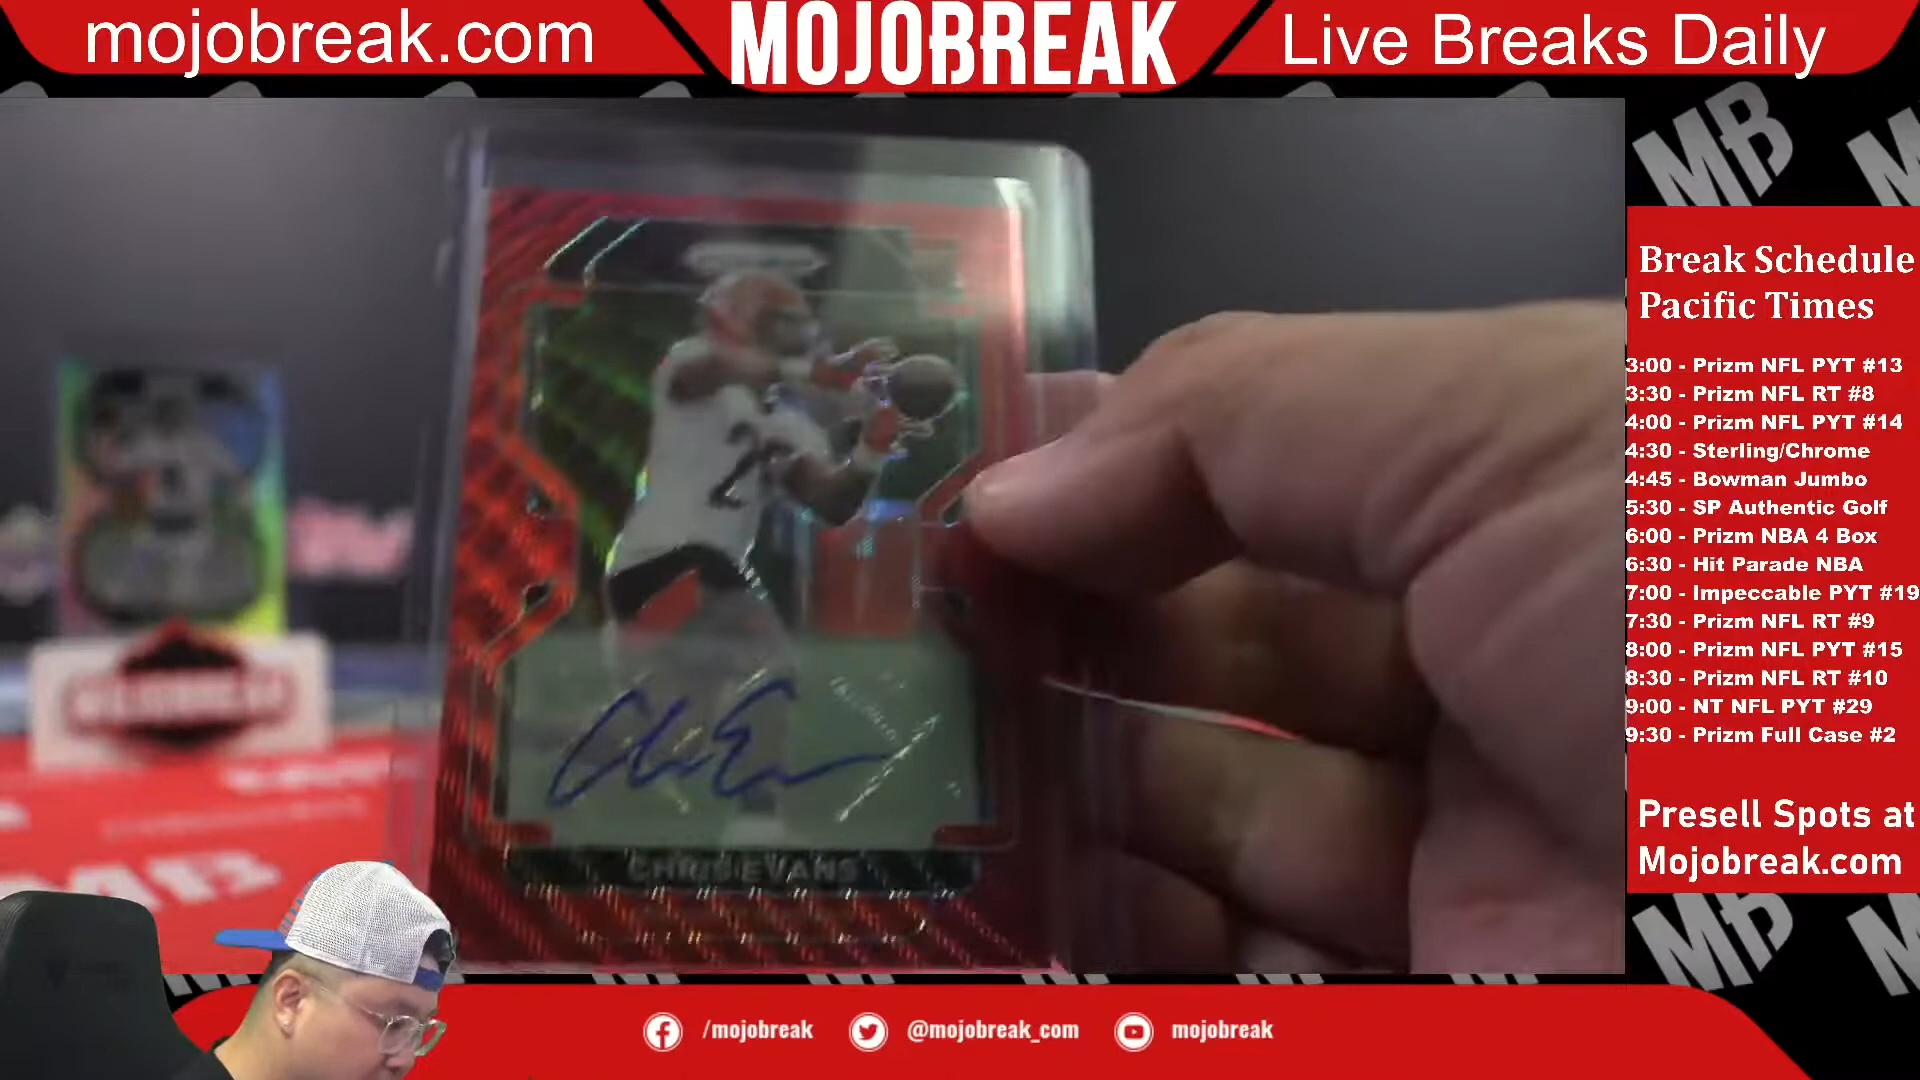 mojobreak.com
MOJOBREAK
Live Breaks Daily
MB
Break Schedule
Pacific Times
3:00 - Prizm NFL PYT #13
3:30 - Prizm NFL RT #8
4:00 - Prizm NFL PYT #14
4:30 - Sterling/Chrome
4:45 - Bowman Jumbo
5:30 - SP Authentic Golf
6:00 - Prizm NBA 4 Box
6:30 - Hit Parade NBA
7:00 - Impeccable PYT #19
7:30 - Prizm NFL RT #9
8:00 - Prizm NFL PYT #15
8:30 - Prizm NFL RT #10
9:00 - NT NFL PYT #29
9:30 - Prizm Full Case #2
Presell Spots at
Mojobreak.com
MB
2
CHRIS EVANS
MOJOBREAK
/mojobreak
@mojobreak_com
mojobreak